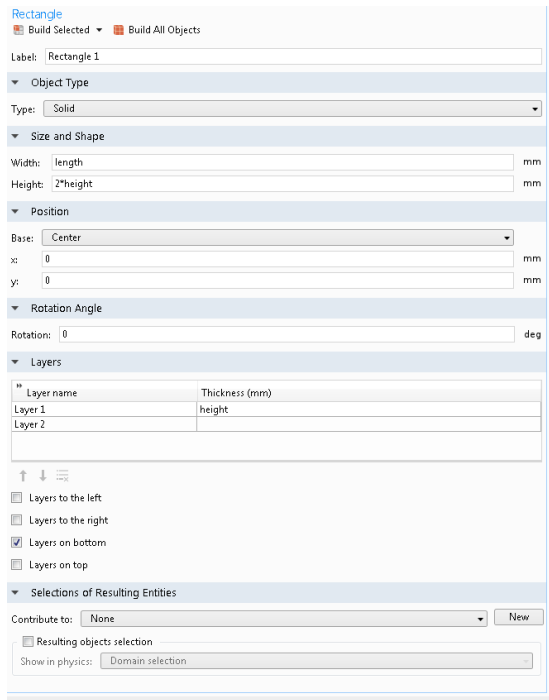 Rectangle
Build Selected Build All Objects
Label: Rectangle 1
Object Type
Type: Solid
Size and Shape
Width: length mm
Height: 2*height mm
Position
Base: Center
x: 0 mm
y: 0 mm
Rotation Angle
Rotation: 0 deg
Layers
Layer name Thickness (mm)
Layer 1 height
Layer 2
Layers to the left
Layers to the right
Layers on bottom
Layers on top
Selections of Resulting Entities
Contribute to: None New
Resulting objects selection
Show in physics: Domain selection